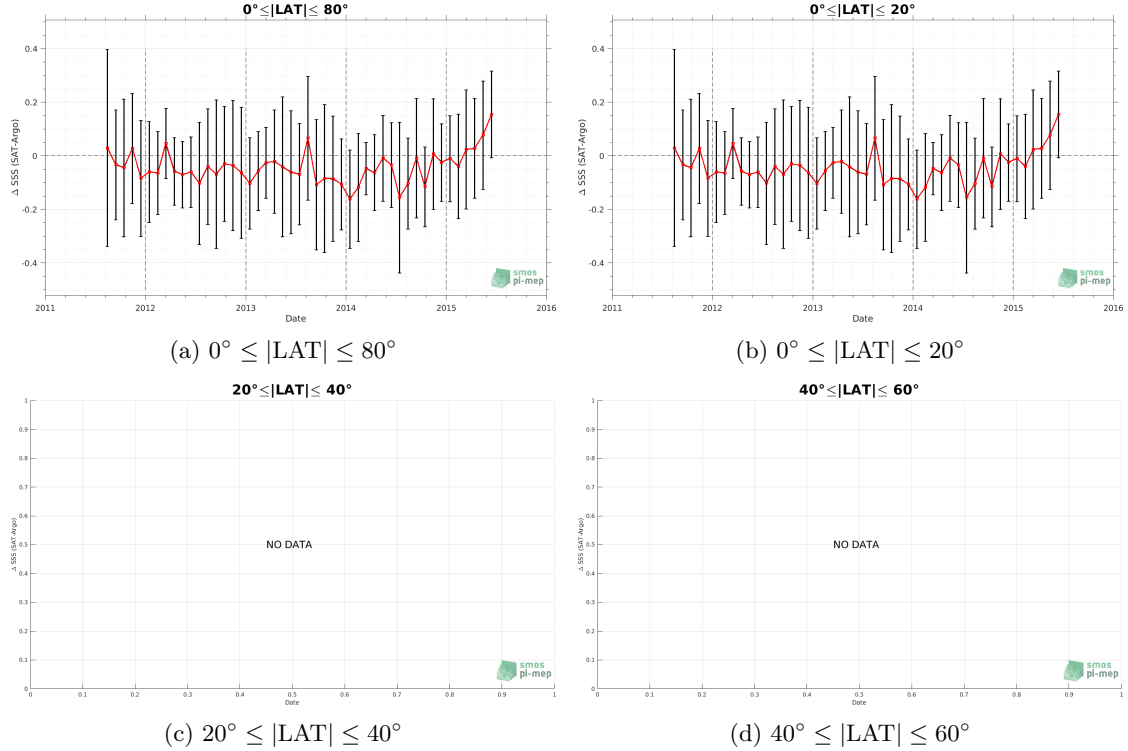 0°≤|LAT|≤ 80°
0.4
0.2
0
-0.2
-0.4
Δ SSS (SAT-Argo)
2011 2012 2013 2014 2015 2016
Date
smos
pi-mep
(a) 0° ≤ |LAT| ≤ 80°
0°≤|LAT|≤ 20°
0.4
0.2
0
-0.2
-0.4
Δ SSS (SAT-Argo)
2011 2012 2013 2014 2015 2016
Date
smos
pi-mep
(b) 0° ≤ |LAT| ≤ 20°
20°≤|LAT|≤ 40°
1
0.9
0.8
0.7
0.6
0.5
0.4
0.3
0.2
0.1
0
Δ SSS (SAT-Argo)
NO DATA
0 0.1 0.2 0.3 0.4 0.5 0.6 0.7 0.8 0.9 1
Date
smos
pi-mep
(c) 20° ≤ |LAT| ≤ 40°
40°≤|LAT|≤ 60°
1
0.9
0.8
0.7
0.6
0.5
0.4
0.3
0.2
0.1
0
Δ SSS (SAT-Argo)
NO DATA
0 0.1 0.2 0.3 0.4 0.5 0.6 0.7 0.8 0.9 1
Date
smos
pi-mep
(d) 40° ≤ |LAT| ≤ 60°